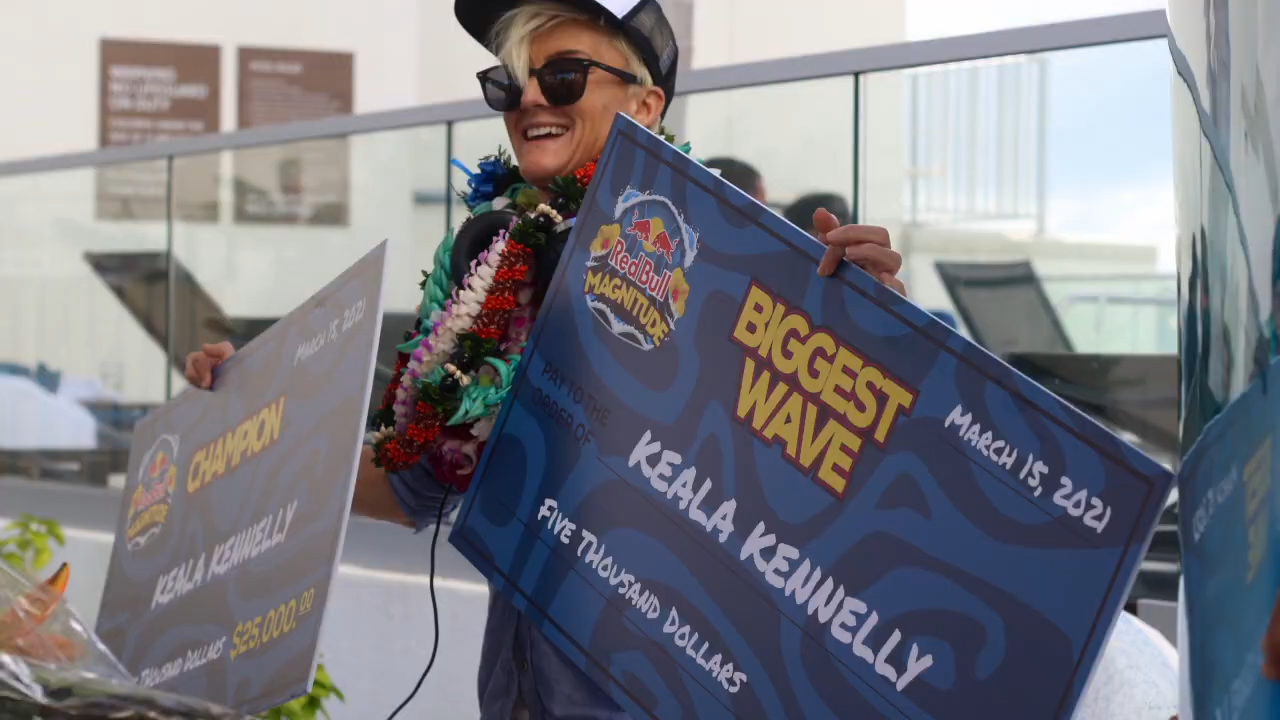 MARCH 15, 2021
CHAMPION
KEALA KENNELLY
THOUSAND DOLLARS
$25,000.00
Red Bull
MAGNITUDE
BIGGEST
WAVE
MARCH 15, 2021
PAY TO THE
ORDER OF
KEALA KENNELLY
FIVE THOUSAND DOLLARS